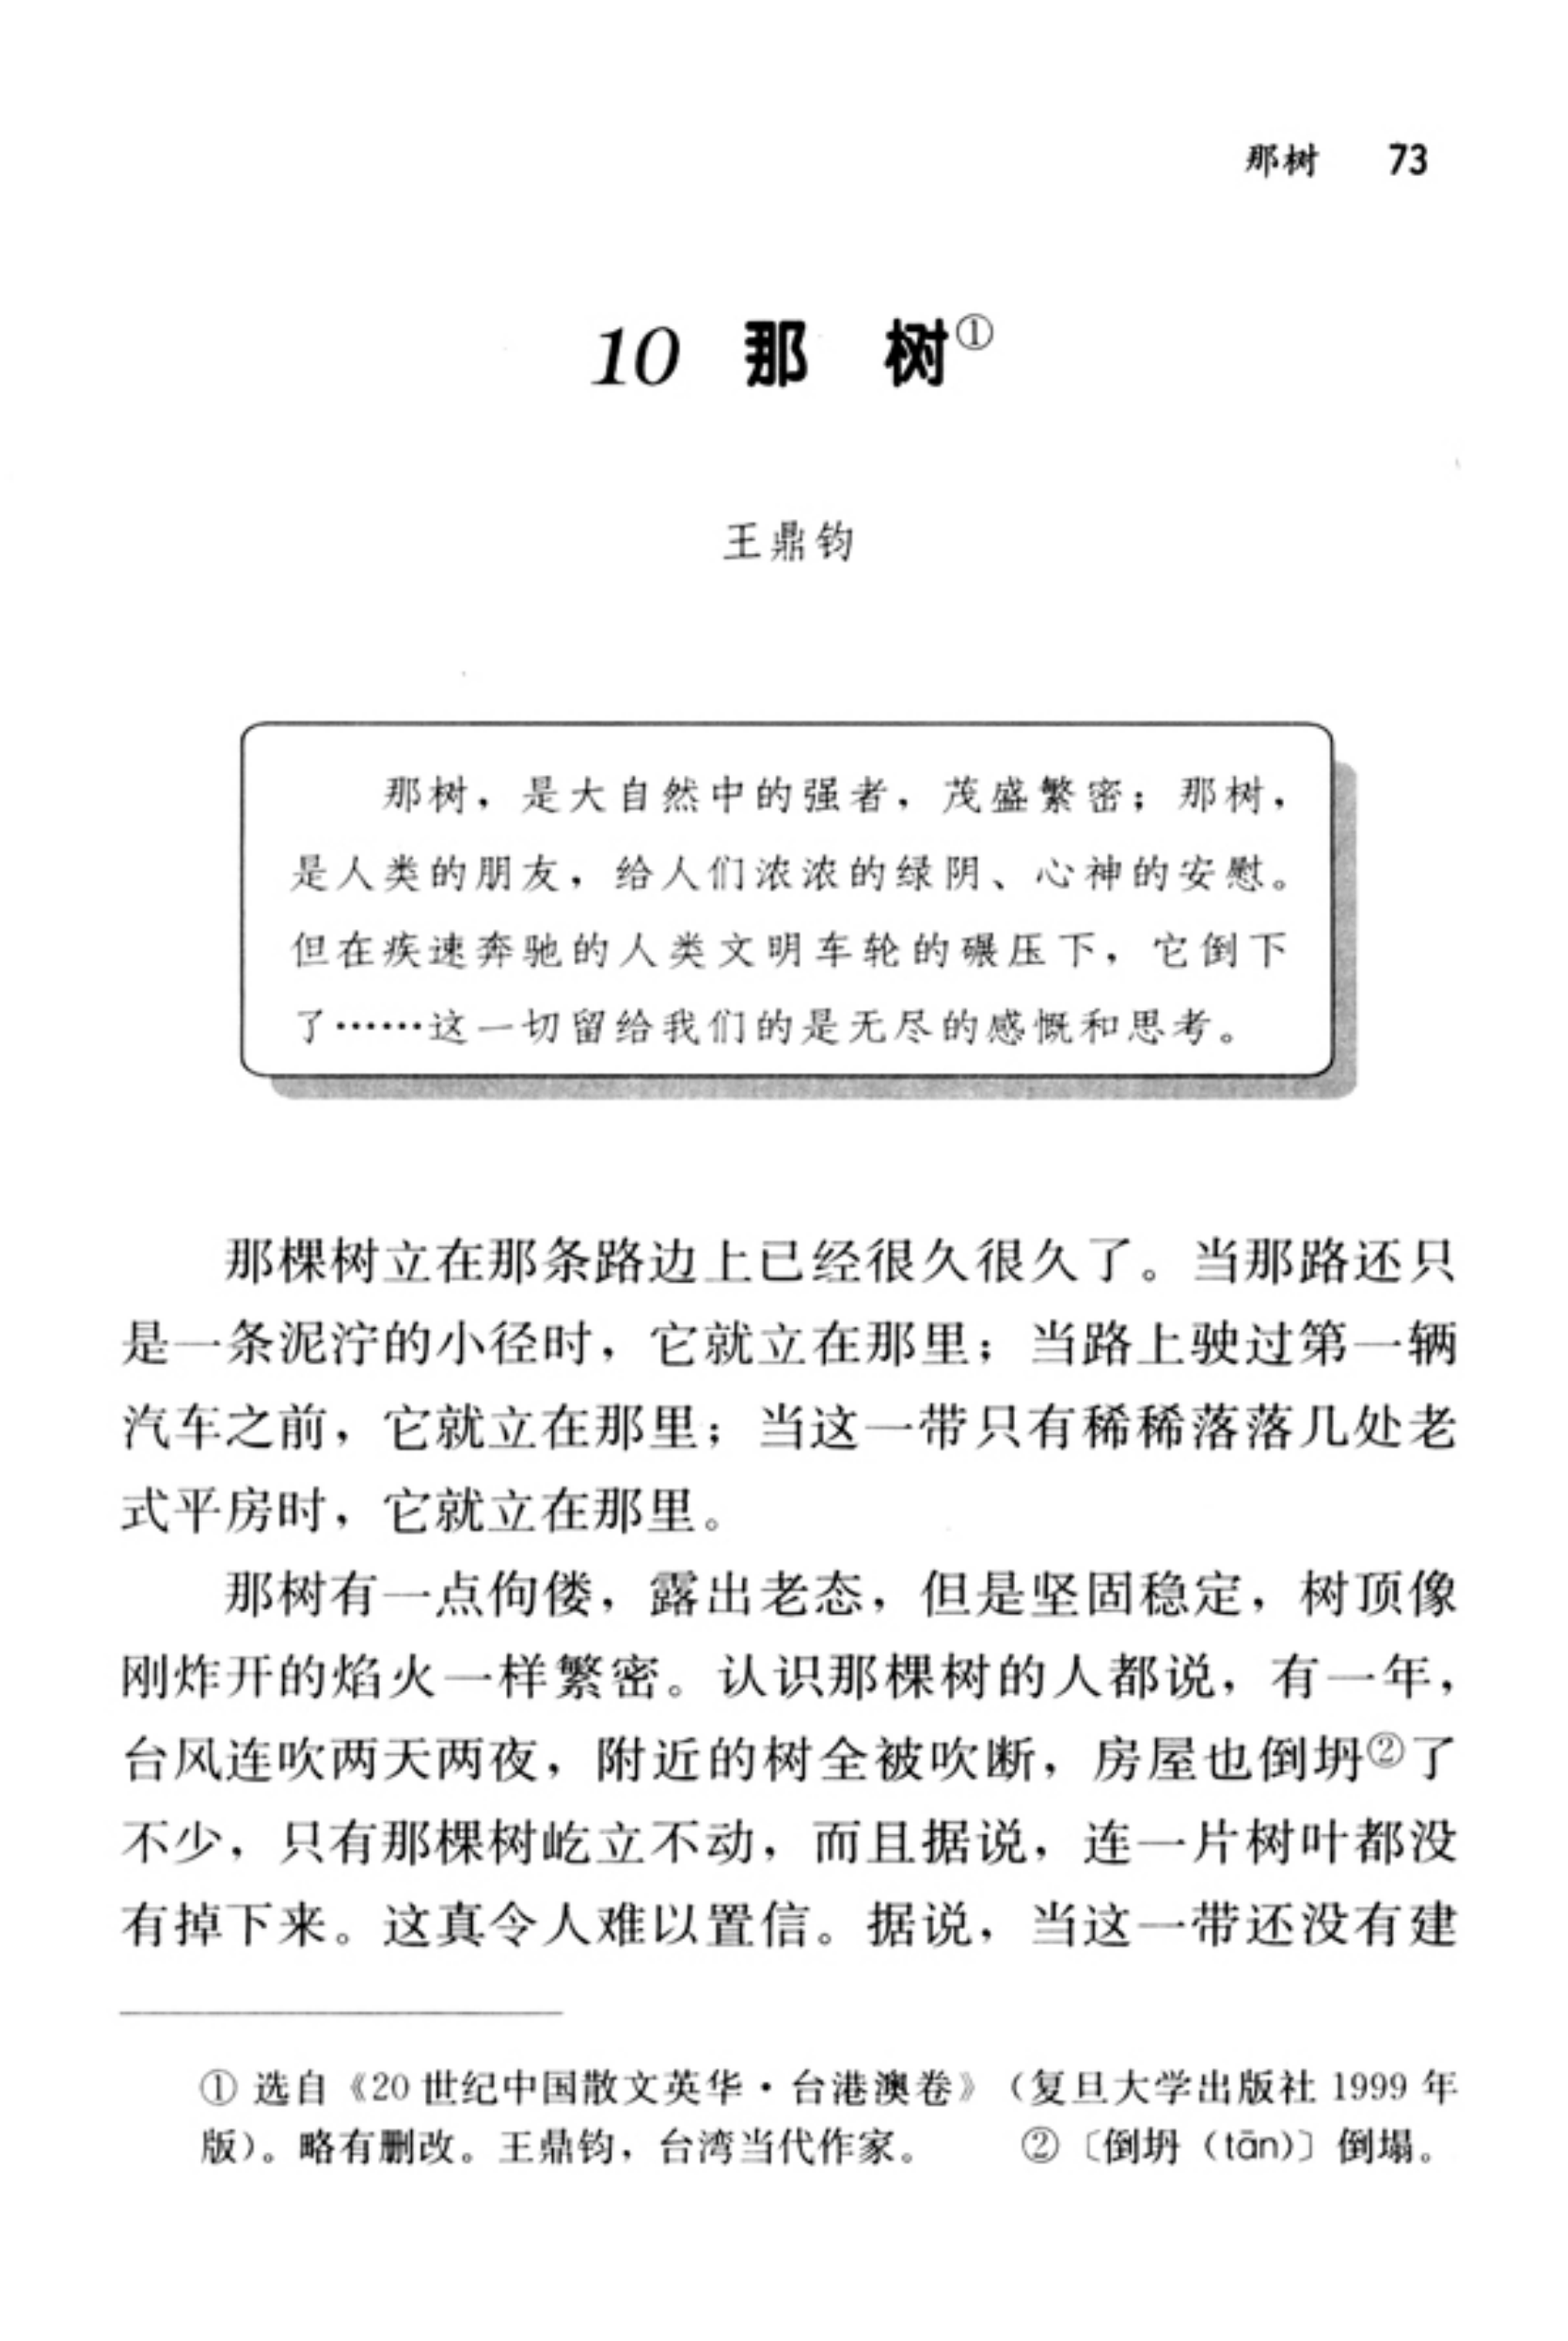 那树 73
10 那 树①
王鼎钧
那树，是大自然中的强者，茂盛繁密；那树，
是人类的朋友，给人们浓浓的绿阴、心神的安慰。
但在疾速奔驰的人类文明车轮的碾压下，它倒下
了……这一切留给我们的是无尽的感慨和思考。
那棵树立在那条路边上已经很久很久了。当那路还只
是一条泥泞的小径时，它就立在那里；当路上驶过第一辆
汽车之前，它就立在那里；当这一带只有稀稀落落几处老
式平房时，它就立在那里。
那树有一点佝偻，露出老态，但是坚固稳定，树顶像
刚炸开的焰火一样繁密。认识那棵树的人都说，有一年，
台风连吹两天两夜，附近的树全被吹断，房屋也倒坍②了
不少，只有那棵树屹立不动，而且据说，连一片树叶都没
有掉下来。这真令人难以置信。据说，当这一带还没有建
① 选自《20世纪中国散文英华·台港澳卷》（复旦大学出版社1999年
版）。略有删改。王鼎钧，台湾当代作家。 ②〔倒坍（tān）〕倒塌。